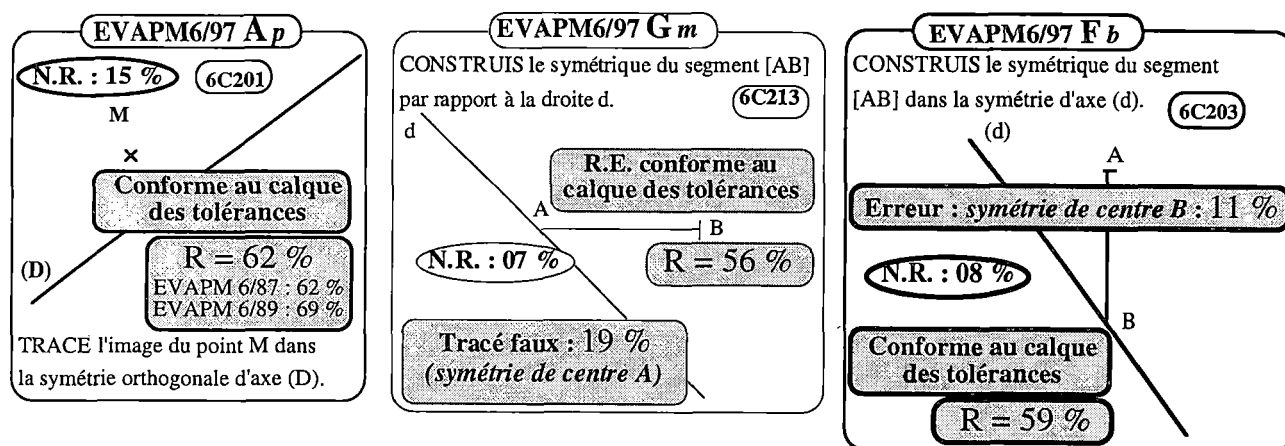 EVAPM6/97 A p
N.R. : 15 %
6C201
M
Conforme au calque
des tolérances
(D)
R = 62 %
EVAPM 6/87 : 62 %
EVAPM 6/89 : 69 %
TRACE l'image du point M dans
la symétrie orthogonale d'axe (D).
EVAPM6/97 G m
CONSTRUIS le symétrique du segment [AB]
par rapport à la droite d.
6C213
d
R.E. conforme au
calque des tolérances
A
B
N.R. : 07 %
R = 56 %
Tracé faux : 19 %
(symétrie de centre A)
EVAPM6/97 F b
CONSTRUIS le symétrique du segment
[AB] dans la symétrie d'axe (d).
6C203
(d)
A
Erreur : symétrie de centre B : 11 %
N.R. : 08 %
B
Conforme au calque
des tolérances
R = 59 %